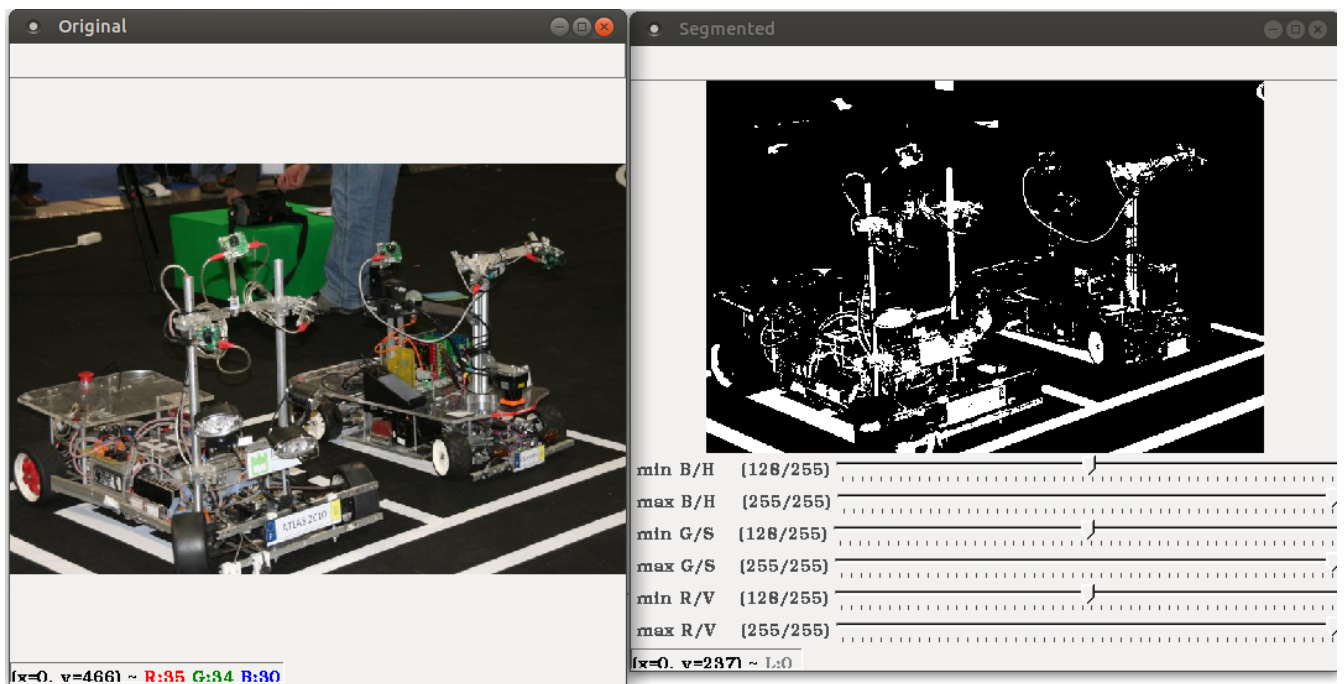 Original
ATLAS 2010
(x=0, y=466) ~ R:35 G:34 B:30
Segmented
min B/H (128/255)
max B/H (255/255)
min G/S (128/255)
max G/S (255/255)
min R/V (128/255)
max R/V (255/255)
(x=0, y=237) ~ L:0